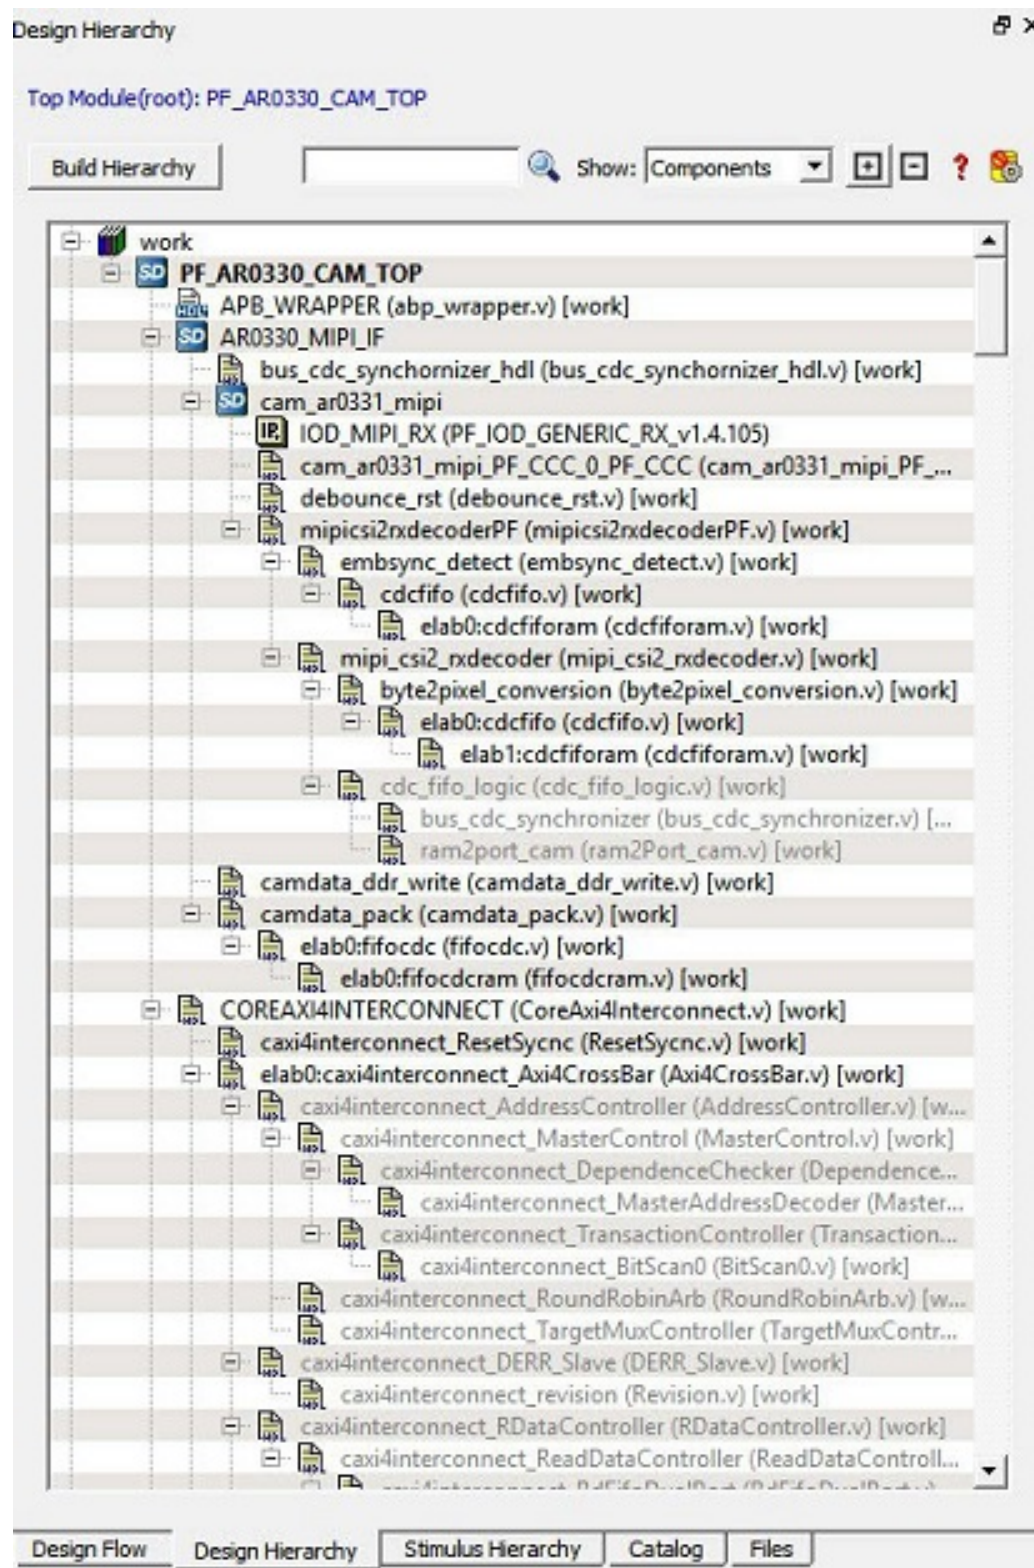 Design Hierarchy
Top Module(root): PF_AR0330_CAM_TOP
Build Hierarchy Show: Components
work
SD PF_AR0330_CAM_TOP
HDL APB_WRAPPER (abp_wrapper.v) [work]
SD AR0330_MIPI_IF
bus_cdc_synchornizer_hdl (bus_cdc_synchornizer_hdl.v) [work]
SD cam_ar0331_mipi
IP. IOD_MIPI_RX (PF_IOD_GENERIC_RX_v1.4.105)
cam_ar0331_mipi_PF_CCC_0_PF_CCC (cam_ar0331_mipi_PF_...
debounce_rst (debounce_rst.v) [work]
mipicsi2rxdecoderPF (mipicsi2rxdecoderPF.v) [work]
embsync_detect (embsync_detect.v) [work]
cdcfifo (cdcfifo.v) [work]
elab0:cdcfiforam (cdcfiforam.v) [work]
mipi_csi2_rxdecoder (mipi_csi2_rxdecoder.v) [work]
byte2pixel_conversion (byte2pixel_conversion.v) [work]
elab0:cdcfifo (cdcfifo.v) [work]
elab1:cdcfiforam (cdcfiforam.v) [work]
cdc_fifo_logic (cdc_fifo_logic.v) [work]
bus_cdc_synchronizer (bus_cdc_synchronizer.v) [...
ram2port_cam (ram2Port_cam.v) [work]
camdata_ddr_write (camdata_ddr_write.v) [work]
camdata_pack (camdata_pack.v) [work]
elab0:fifocdc (fifocdc.v) [work]
elab0:fifocdcram (fifocdcram.v) [work]
COREAXI4INTERCONNECT (CoreAxi4Interconnect.v) [work]
caxi4interconnect_ResetSycnc (ResetSycnc.v) [work]
elab0:caxi4interconnect_Axi4CrossBar (Axi4CrossBar.v) [work]
caxi4interconnect_AddressController (AddressController.v) [w...
caxi4interconnect_MasterControl (MasterControl.v) [work]
caxi4interconnect_DependenceChecker (Dependence...
caxi4interconnect_MasterAddressDecoder (Master...
caxi4interconnect_TransactionController (Transaction...
caxi4interconnect_BitScan0 (BitScan0.v) [work]
caxi4interconnect_RoundRobinArb (RoundRobinArb.v) [w...
caxi4interconnect_TargetMuxController (TargetMuxContr...
caxi4interconnect_DERR_Slave (DERR_Slave.v) [work]
caxi4interconnect_revision (Revision.v) [work]
caxi4interconnect_RDataController (RDataController.v) [work]
caxi4interconnect_ReadDataController (ReadDataControll...
Design Flow Design Hierarchy Stimulus Hierarchy Catalog Files